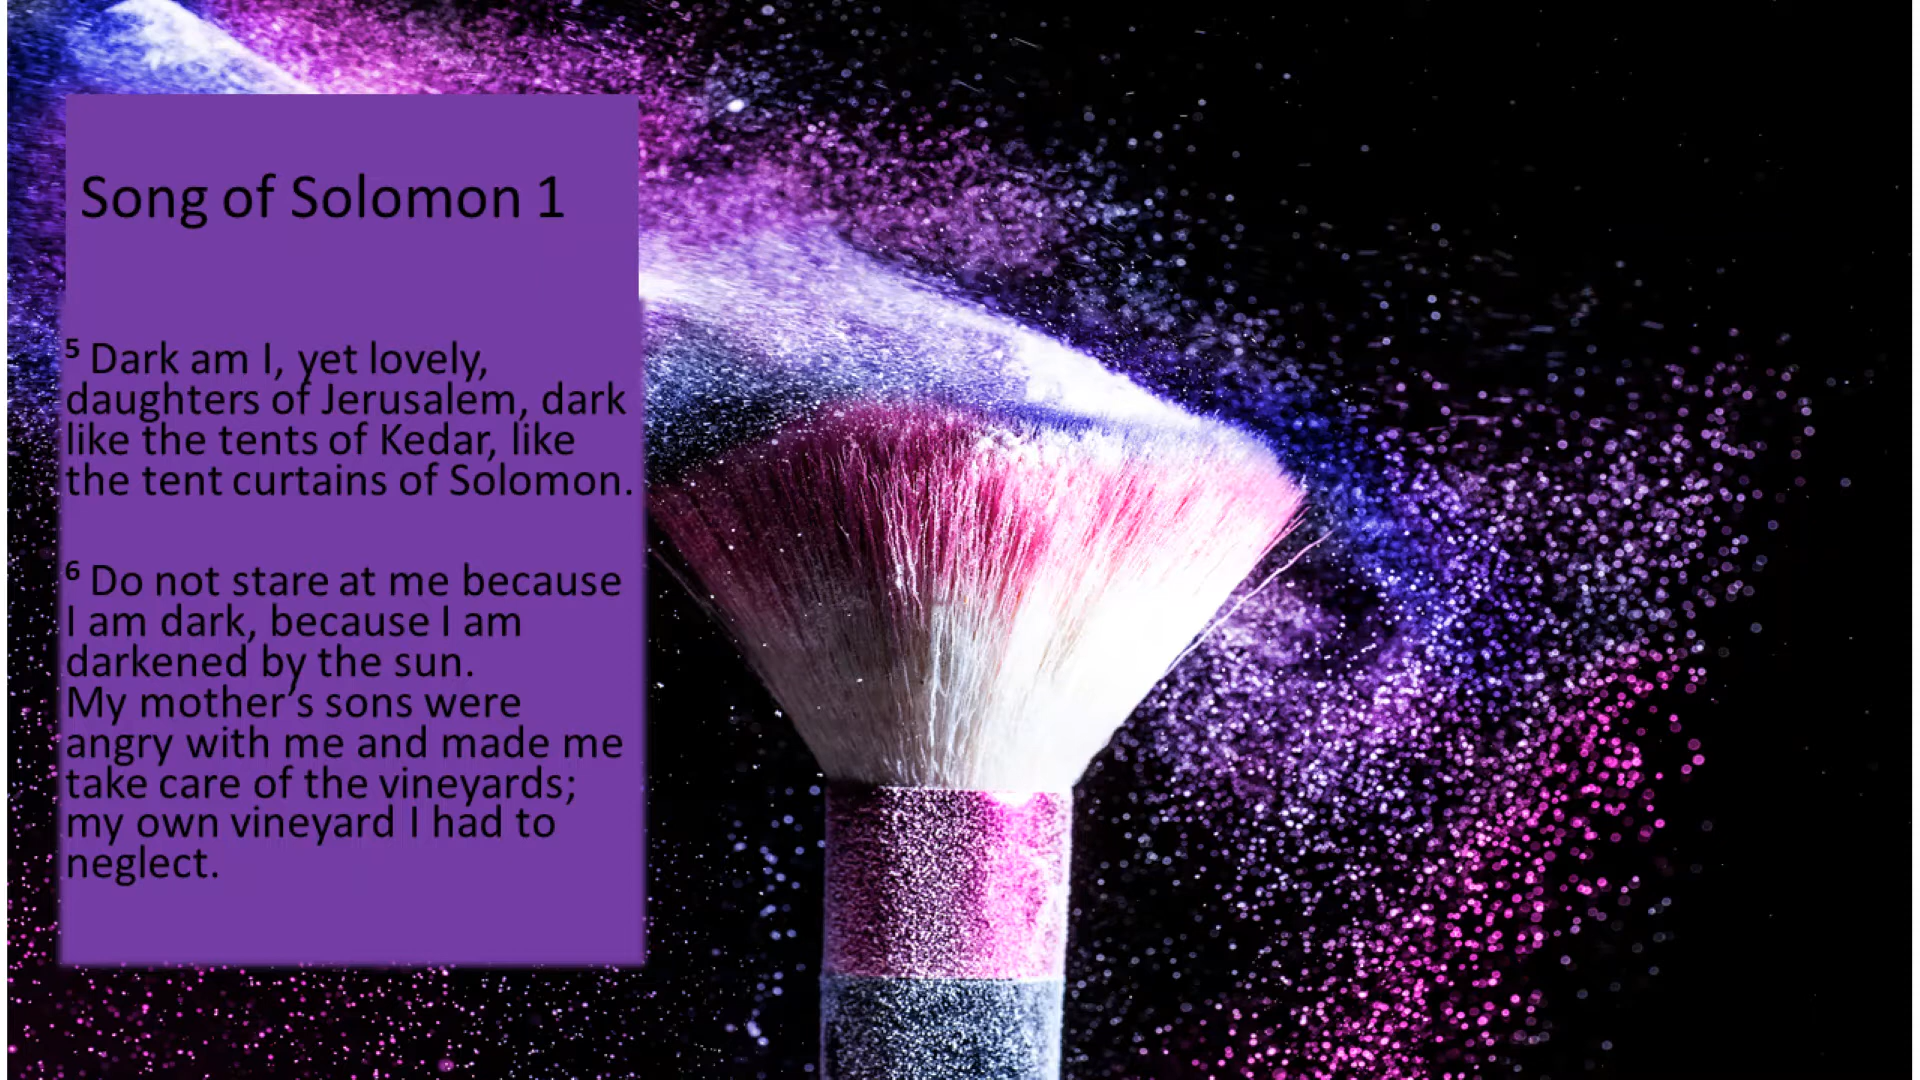 Song of Solomon 1
⁵ Dark am I, yet lovely,
daughters of Jerusalem, dark
like the tents of Kedar, like
the tent curtains of Solomon.
⁶ Do not stare at me because
I am dark, because I am
darkened by the sun.
My mother’s sons were
angry with me and made me
take care of the vineyards;
my own vineyard I had to
neglect.